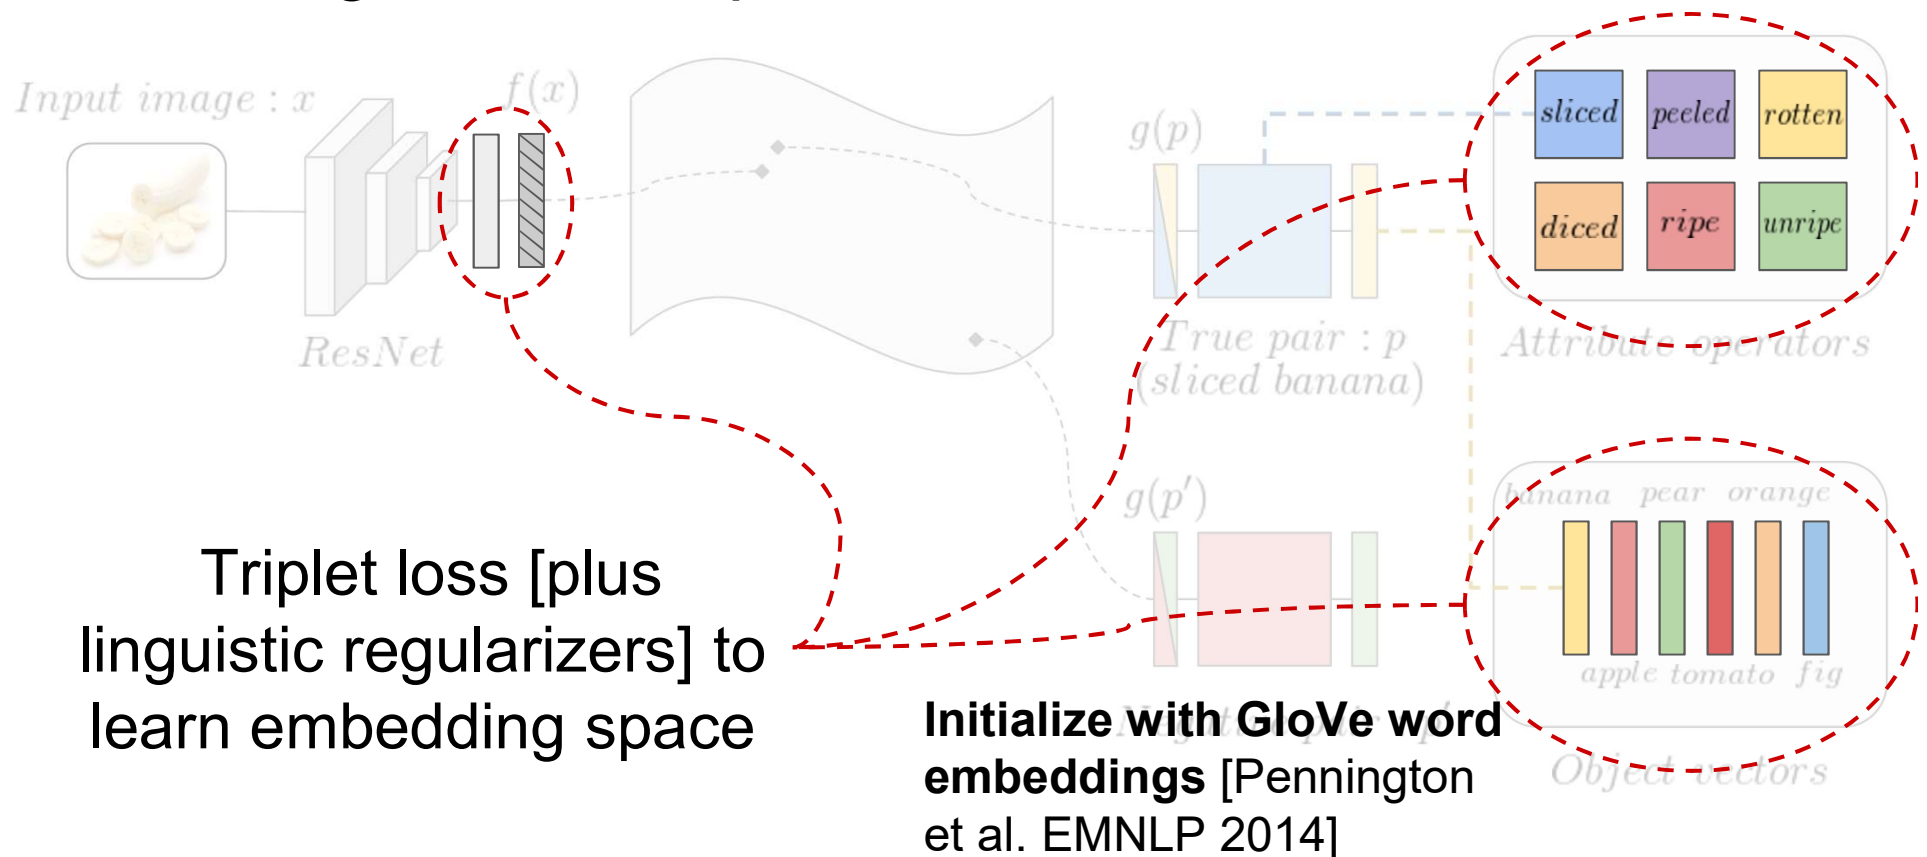 Input image : x
f(x)
ResNet
g(p)
True pair : p
(sliced banana)
sliced peeled rotten
diced ripe unripe
Attribute operators
g(p′)
banana pear orange
apple tomato fig
Object vectors
Triplet loss [plus
linguistic regularizers] to
learn embedding space
Negative pair : p′
Initialize with GloVe word
embeddings [Pennington
et al. EMNLP 2014]